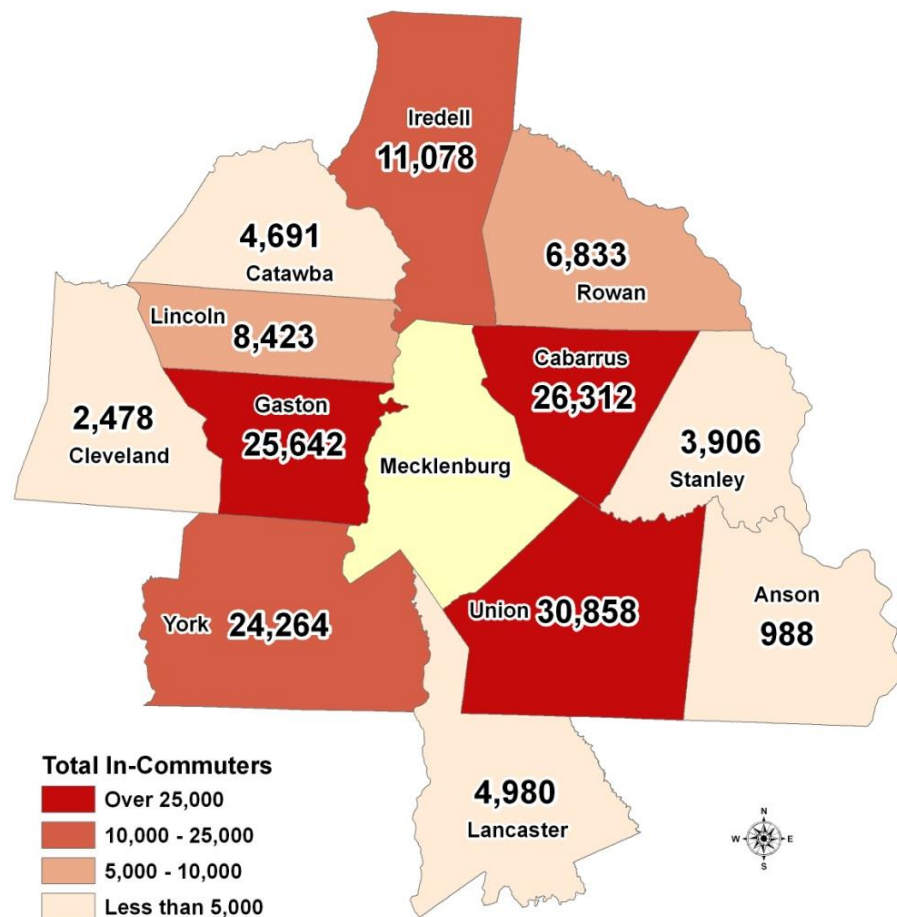 Iredell
11,078
4,691
Catawba
6,833
Rowan
Lincoln
8,423
Cabarrus
26,312
Gaston
25,642
2,478
Cleveland
Mecklenburg
3,906
Stanley
York
24,264
Union
30,858
Anson
988
4,980
Lancaster
Total In-Commuters
Over 25,000
10,000 - 25,000
5,000 - 10,000
Less than 5,000
N
W
E
S